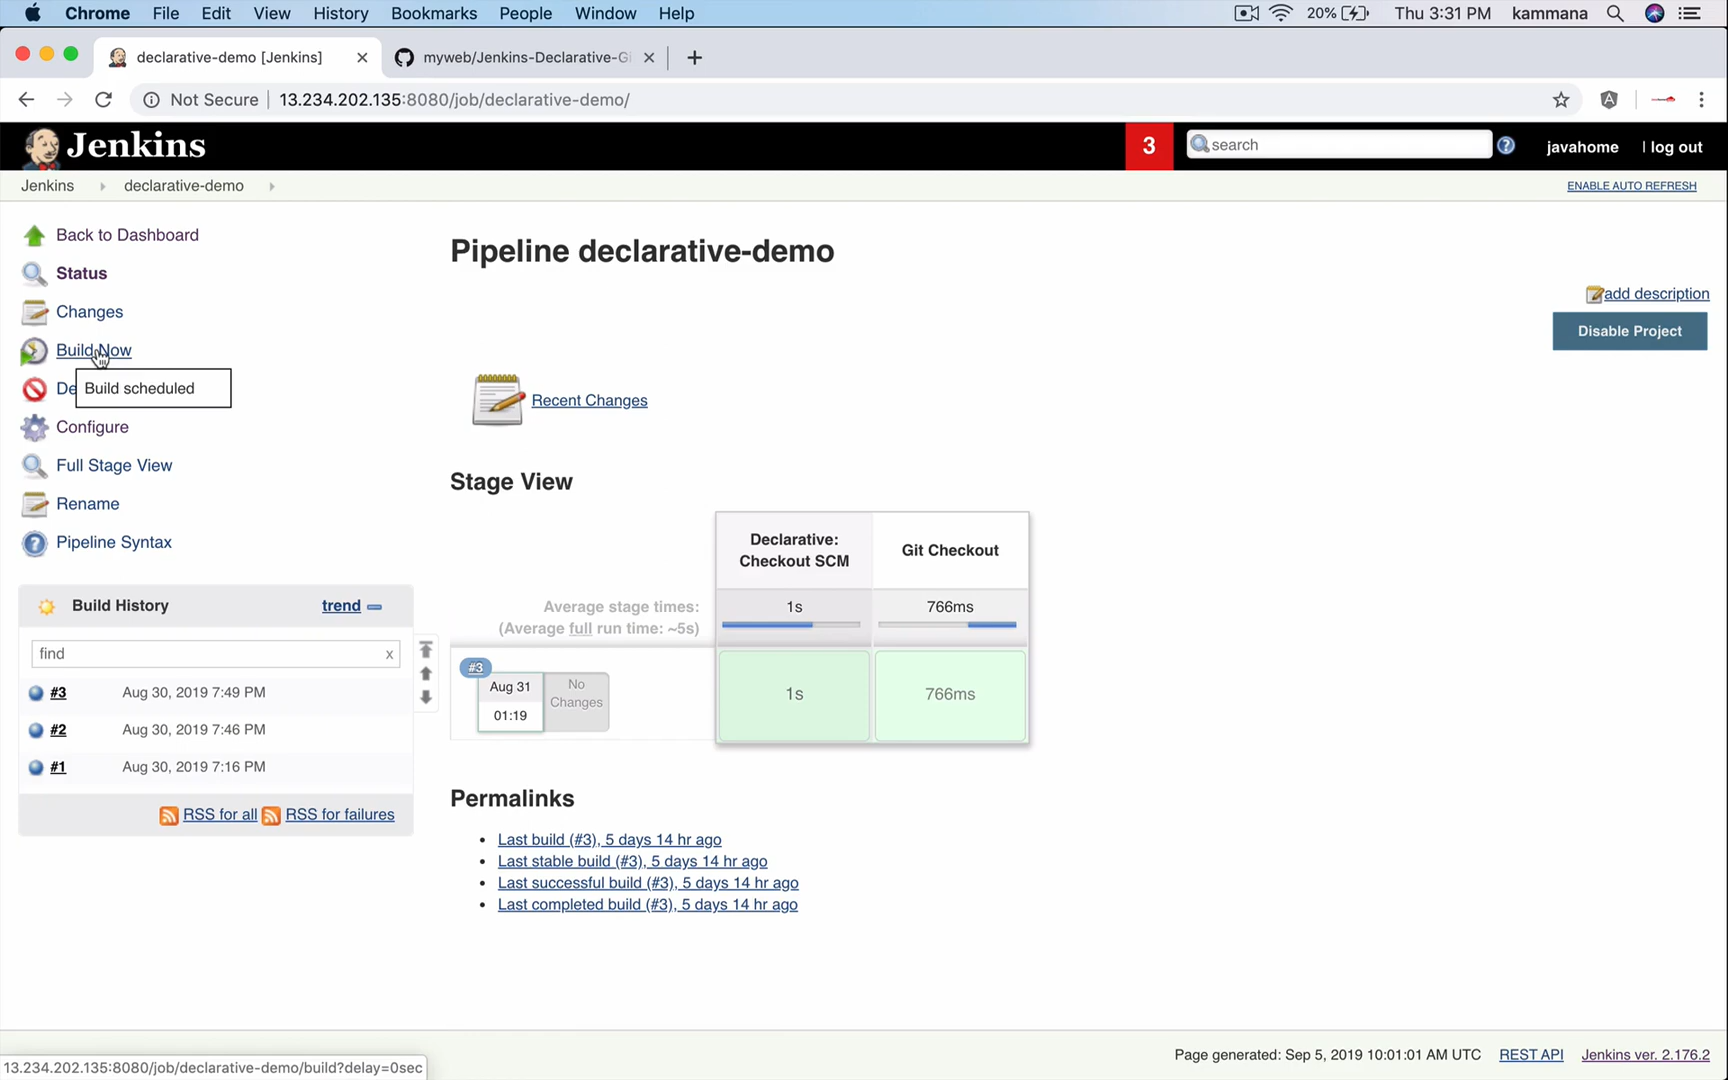 Chrome File Edit View History Bookmarks People Window Help 20% Thu 3:31 PM kammana
declarative-demo [Jenkins] myweb/Jenkins-Declarative-Gi
Not Secure 13.234.202.135:8080/job/declarative-demo/
Jenkins 3 search javahome | log out
Jenkins declarative-demo ENABLE AUTO REFRESH
Back to Dashboard
Status
Changes
Build Now
De
Build scheduled
Configure
Full Stage View
Rename
Pipeline Syntax
Build History trend
find x
#3 Aug 30, 2019 7:49 PM
#2 Aug 30, 2019 7:46 PM
#1 Aug 30, 2019 7:16 PM
RSS for all RSS for failures
Pipeline declarative-demo
add description
Disable Project
Recent Changes
Stage View
Declarative:
Checkout SCM
Git Checkout
Average stage times:
(Average full run time: ~5s)
1s 766ms
#3
Aug 31
01:19
No
Changes
1s 766ms
Permalinks
• Last build (#3), 5 days 14 hr ago
• Last stable build (#3), 5 days 14 hr ago
• Last successful build (#3), 5 days 14 hr ago
• Last completed build (#3), 5 days 14 hr ago
Page generated: Sep 5, 2019 10:01:01 AM UTC REST API Jenkins ver. 2.176.2
13.234.202.135:8080/job/declarative-demo/build?delay=0sec